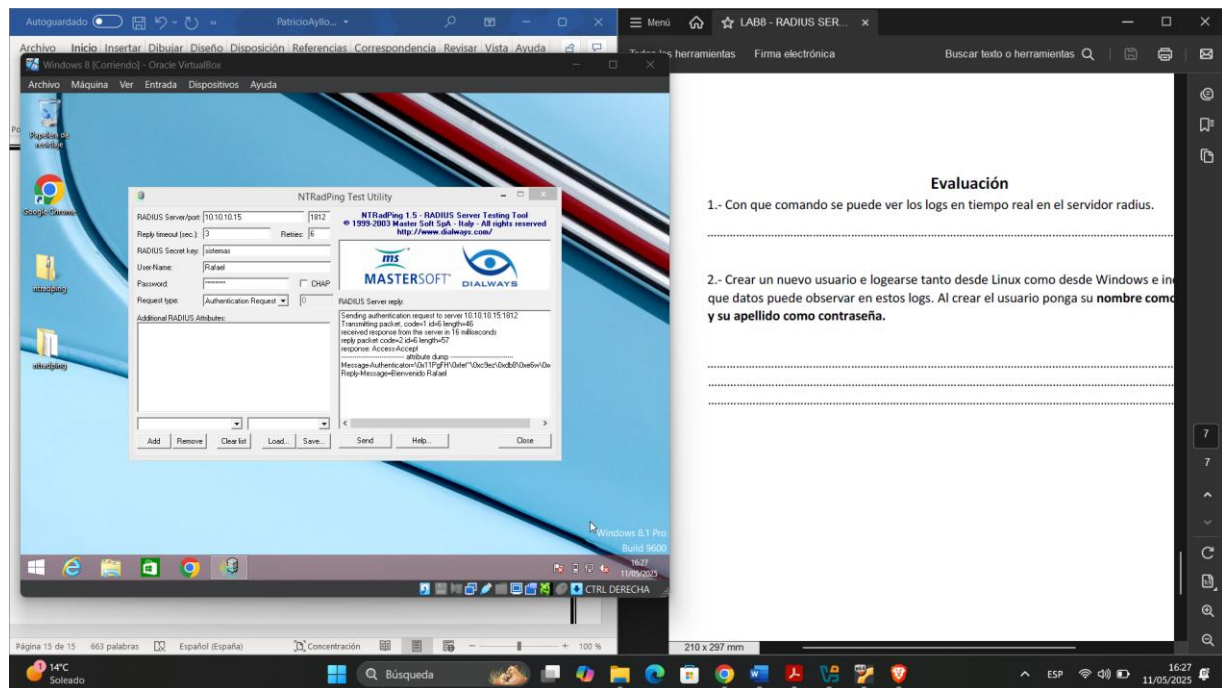 Autoguardado
PatricioAyllo...
Archivo Inicio Insertar Dibujar Diseño Disposición Referencias Correspondencia Revisar Vista Ayuda
Windows 8 [Corriendo] - Oracle VirtualBox
Archivo Máquina Ver Entrada Dispositivos Ayuda
Papelera de
reciclaje
Google Chrome
ntradping
ntradping
NTRadPing Test Utility
RADIUS Server/port: 10.10.10.15 1812
Reply timeout (sec.): 3 Retries: 6
RADIUS Secret key: sistemas
User-Name: Rafael
Password: CHAP
Request type: Authentication Request 0
Additional RADIUS Attributes:
Add Remove Clear list Load... Save...
NTRadPing 1.5 - RADIUS Server Testing Tool
© 1999-2003 Master Soft SpA - Italy - All rights reserved
http://www.dialways.com/
ms
MASTERSOFT DIALWAYS
RADIUS Server reply:
Sending authentication request to server 10.10.10.15:1812
Transmitting packet, code=1 id=6 length=46
received response from the server in 16 milliseconds
reply packet code=2 id=6 length=57
response: Access-Accept
attribute dump
Reply-Message=Bienvenido Rafael
Send Help... Close
Windows 8.1 Pro
Build 9600
16:27
11/05/2025
CTRL DERECHA
Página 15 de 15 663 palabras Español (España) Concentración 100 %
Menú LAB8 - RADIUS SER...
herramientas Firma electrónica Buscar texto o herramientas
Evaluación
1.- Con que comando se puede ver los logs en tiempo real en el servidor radius.
2.- Crear un nuevo usuario e logearse tanto desde Linux como desde Windows e in
que datos puede observar en estos logs. Al crear el usuario ponga su nombre como
y su apellido como contraseña.
7
7
210 x 297 mm
1
14°C
Soleado
Búsqueda
ESP
16:27
11/05/2025